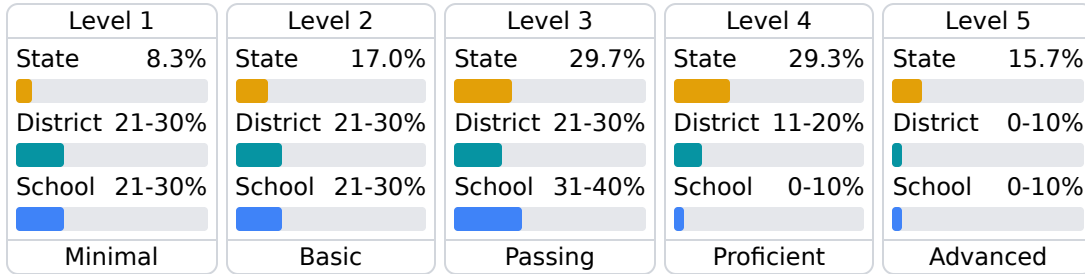 Level 1
State 8.3%
District 21-30%
School 21-30%
Minimal
Level 2
State 17.0%
District 21-30%
School 21-30%
Basic
Level 3
State 29.7%
District 21-30%
School 31-40%
Passing
Level 4
State 29.3%
District 11-20%
School 0-10%
Proficient
Level 5
State 15.7%
District 0-10%
School 0-10%
Advanced